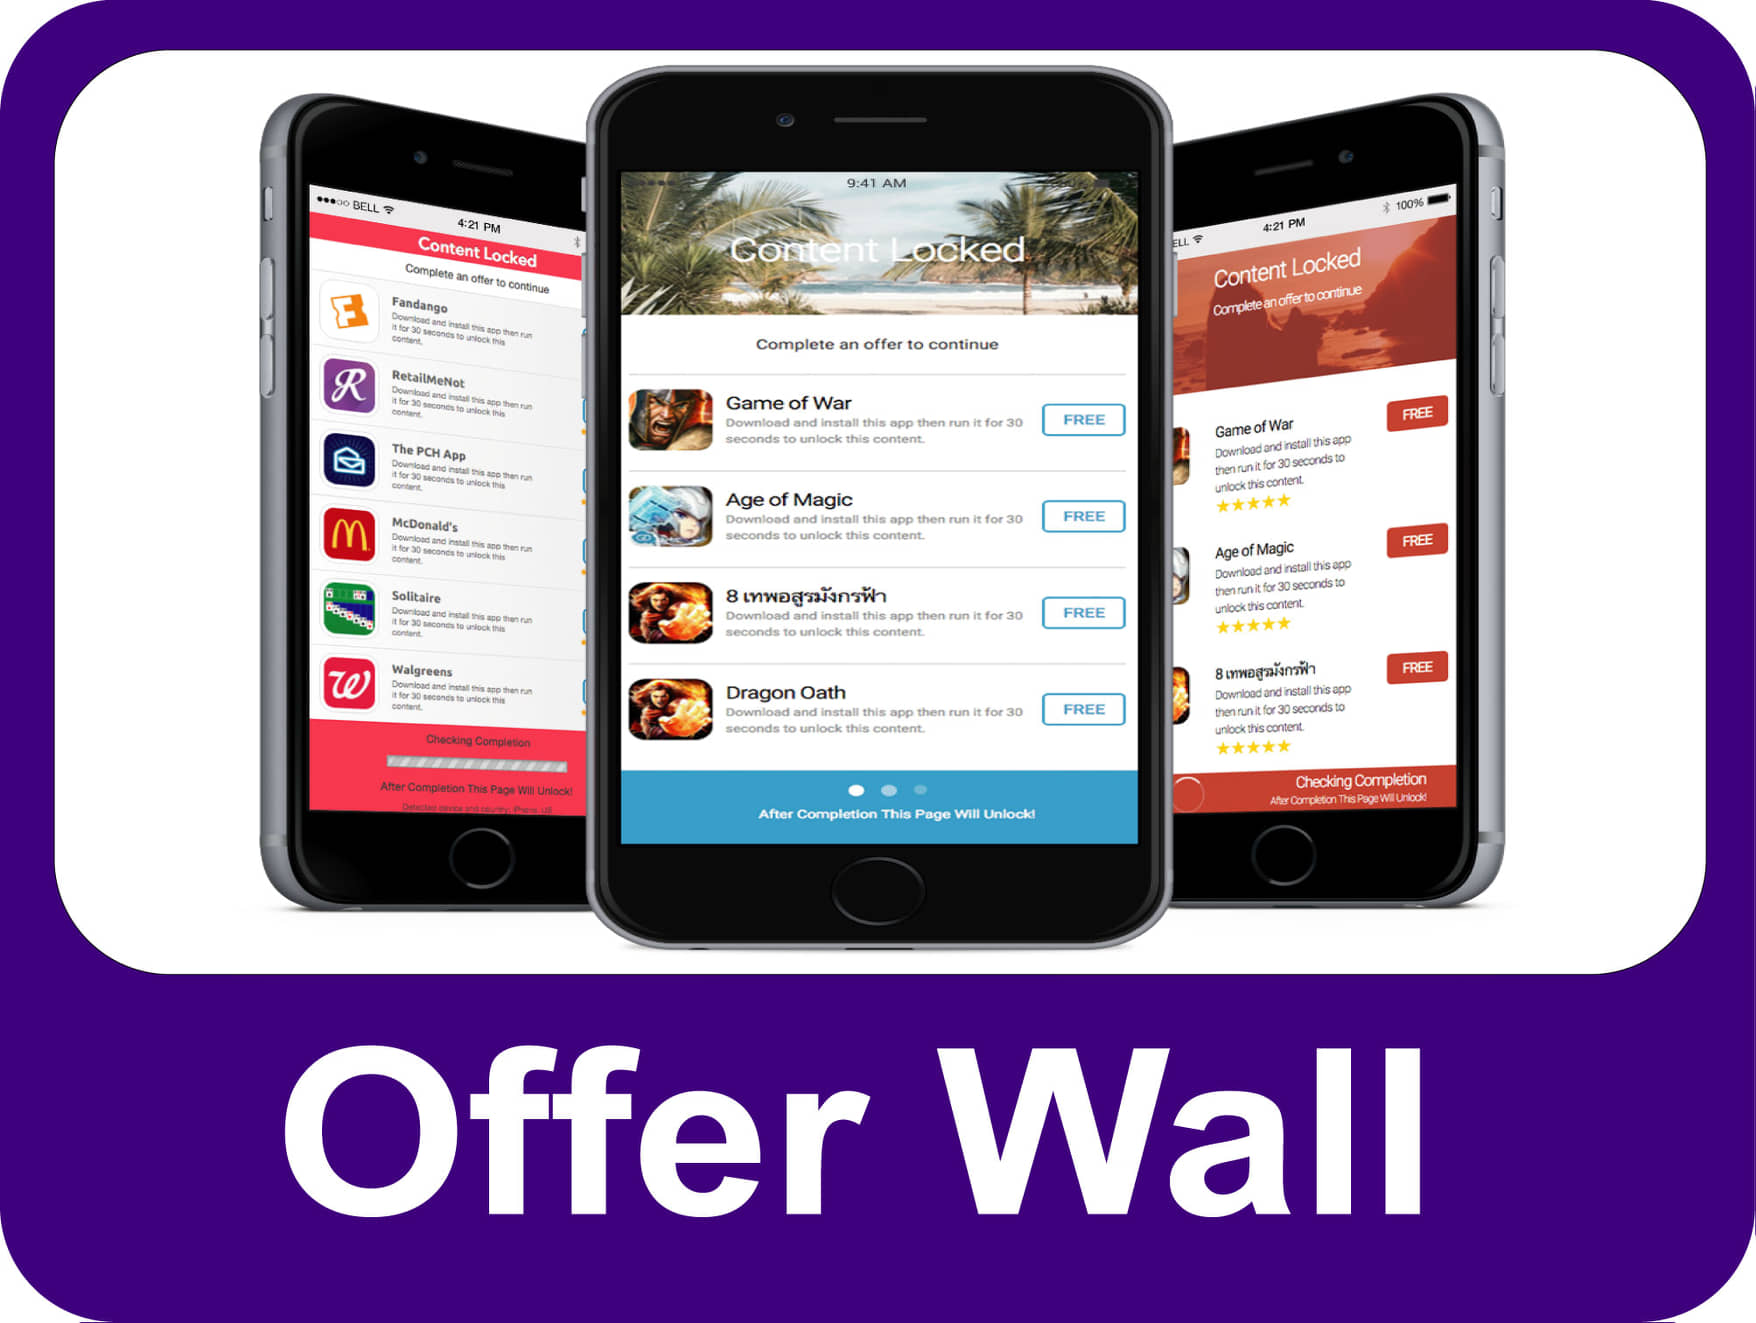 ●●●○○ BELL
4:21 PM
Content Locked
Complete an offer to continue
Fandango
Download and install this app then run
it for 30 seconds to unlock this
content.
RetailMeNot
Download and install this app then run
it for 30 seconds to unlock this
content.
The PCH App
Download and install this app then run
it for 30 seconds to unlock this
content.
McDonald's
Download and install this app then run
it for 30 seconds to unlock this
content.
Solitaire
Download and install this app then run
it for 30 seconds to unlock this
content.
Walgreens
Download and install this app then run
it for 30 seconds to unlock this
content.
Checking Completion
After Completion This Page Will Unlock!
Detected device and country: iPhone, US
9:41 AM
Content Locked
Complete an offer to continue
Game of War
Download and install this app then run it for 30
seconds to unlock this content.
FREE
Age of Magic
Download and install this app then run it for 30
seconds to unlock this content.
FREE
8 เทพอสูรมังกรฟ้า
Download and install this app then run it for 30
seconds to unlock this content.
FREE
Dragon Oath
Download and install this app then run it for 30
seconds to unlock this content.
FREE
After Completion This Page Will Unlock!
ELL
4:21 PM
100%
Content Locked
Complete an offer to continue
Game of War
Download and install this app
then run it for 30 seconds to
unlock this content.
FREE
Age of Magic
Download and install this app
then run it for 30 seconds to
unlock this content.
FREE
8 เทพอสูรมังกรฟ้า
Download and install this app
then run it for 30 seconds to
unlock this content.
FREE
Checking Completion
After Completion This Page Will Unlock!
Offer Wall